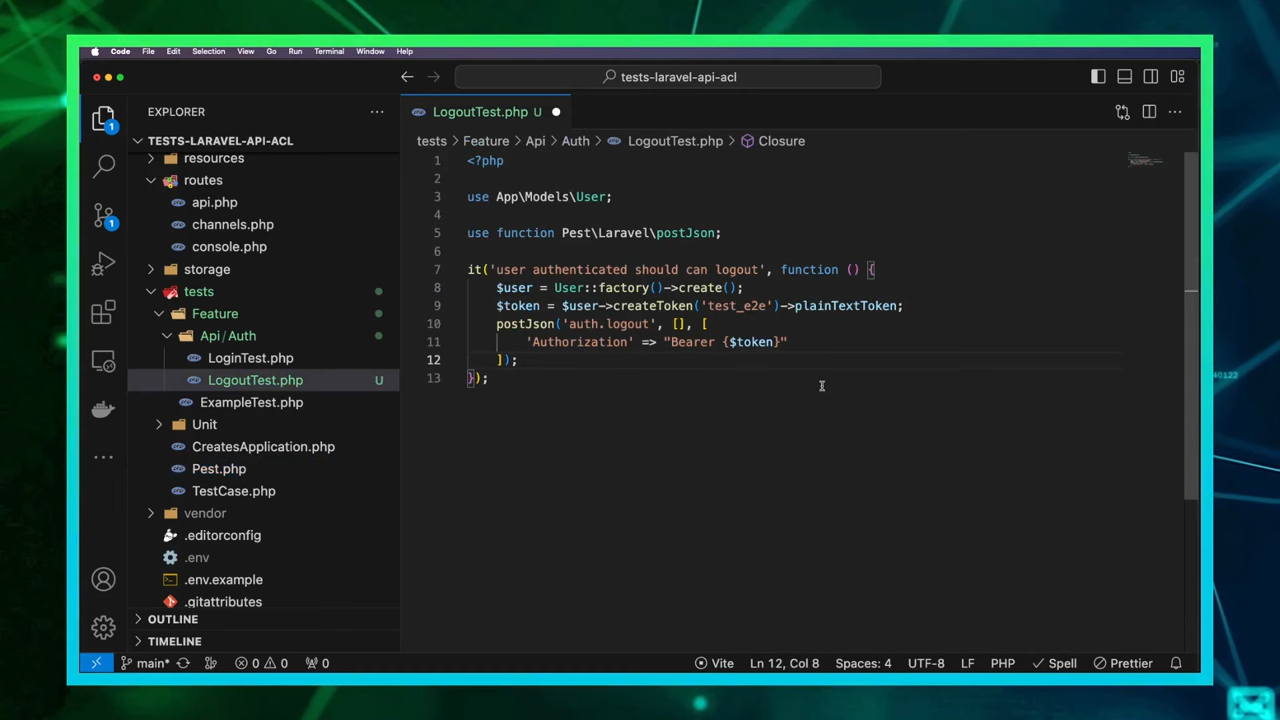 Code File Edit Selection View Go Run Terminal Window Help
tests-laravel-api-acl
EXPLORER
LogoutTest.php U
TESTS-LARAVEL-API-ACL
tests > Feature > Api > Auth > LogoutTest.php > Closure
resources
routes
api.php
channels.php
console.php
storage
tests
Feature
Api / Auth
LoginTest.php
LogoutTest.php U
ExampleTest.php
Unit
CreatesApplication.php
Pest.php
TestCase.php
vendor
.editorconfig
.env
.env.example
.gitattributes
OUTLINE
TIMELINE
1 <?php
2
3 use App\Models\User;
4
5 use function Pest\Laravel\postJson;
6
7 it('user authenticated should can logout', function () {
8 $user = User::factory()->create();
9 $token = $user->createToken('test_e2e')->plainTextToken;
10 postJson('auth.logout', [], [
11 'Authorization' => "Bearer {$token}"
12 ]);
13 });
1
1
main* 0 0 0 Vite Ln 12, Col 8 Spaces: 4 UTF-8 LF PHP Spell Prettier
40122